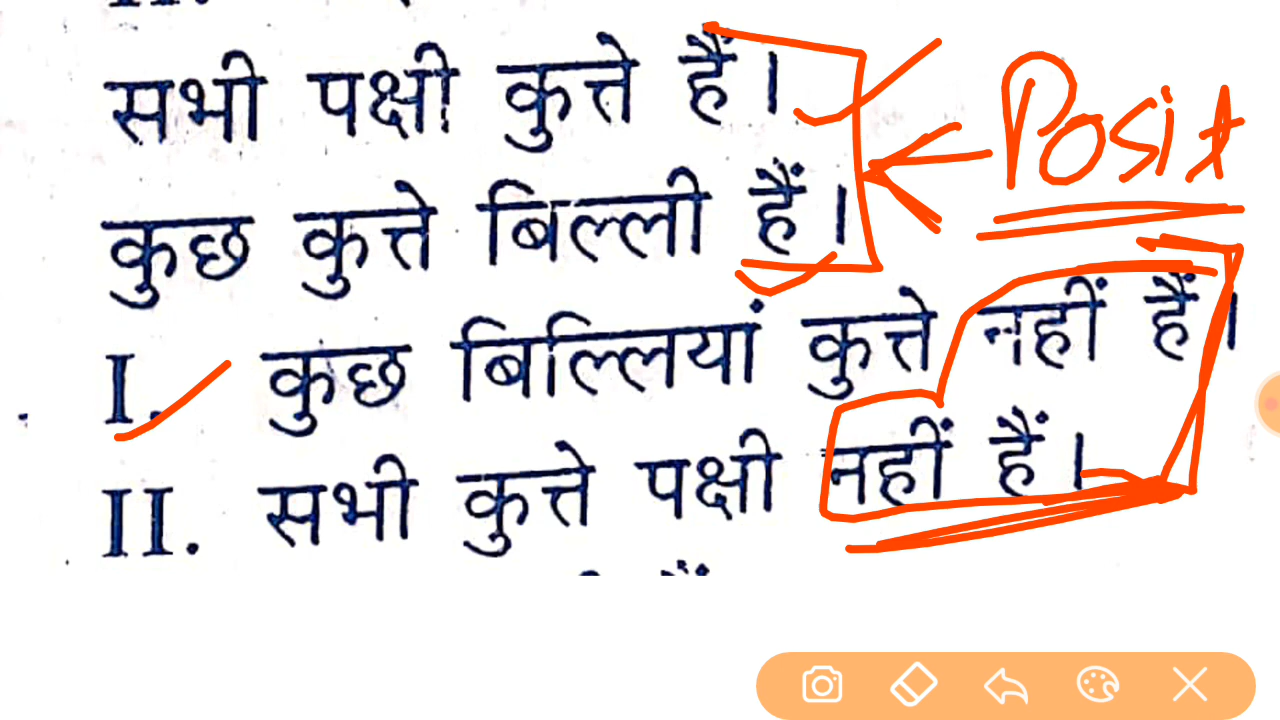 सभी पक्षी कुत्ते हैं।
Posit
कुछ कुत्ते बिल्ली हैं।
I. कुछ बिल्लियां कुत्ते नहीं हैं।
II. सभी कुत्ते पक्षी नहीं हैं।